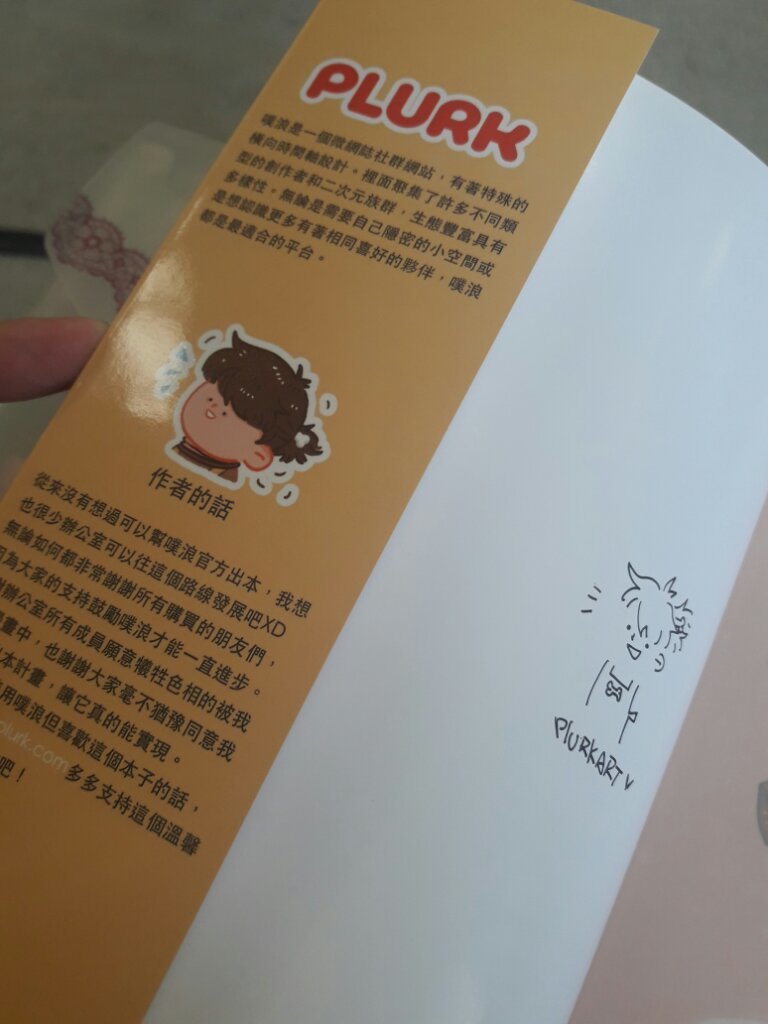 PLURK
噗浪是一個微網誌社群網站，有著特殊的
橫向時間軸設計。裡面聚集了許多不同類
型的創作者和二次元族群，生態豐富具有
多樣性。無論是需要自己隱密的小空間或
是想認識更多有著相同喜好的夥伴，噗浪
都是最適合的平台。
作者的話
從來沒有想過可以幫噗浪官方出本，我想
也很少辦公室可以往這個路線發展吧XD
無論如何都非常謝謝所有購買的朋友們，
因為大家的支持鼓勵噗浪才能一直進步。
謝辦公室所有成員願意犧牲色相的被我
畫中，也謝謝大家毫不猶豫同意我
本計畫，讓它真的能實現。
用噗浪但喜歡這個本子的話，
plurk.com 多多支持這個溫馨
吧！
PLURKART